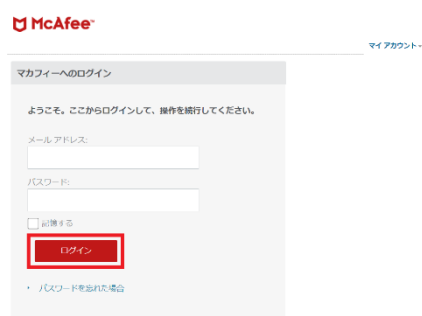 McAfee™
マイ アカウント
マカフィーへのログイン
ようこそ。ここからログインして、操作を続行してください。
メール アドレス:
パスワード:
記憶する
ログイン
・ パスワードを忘れた場合